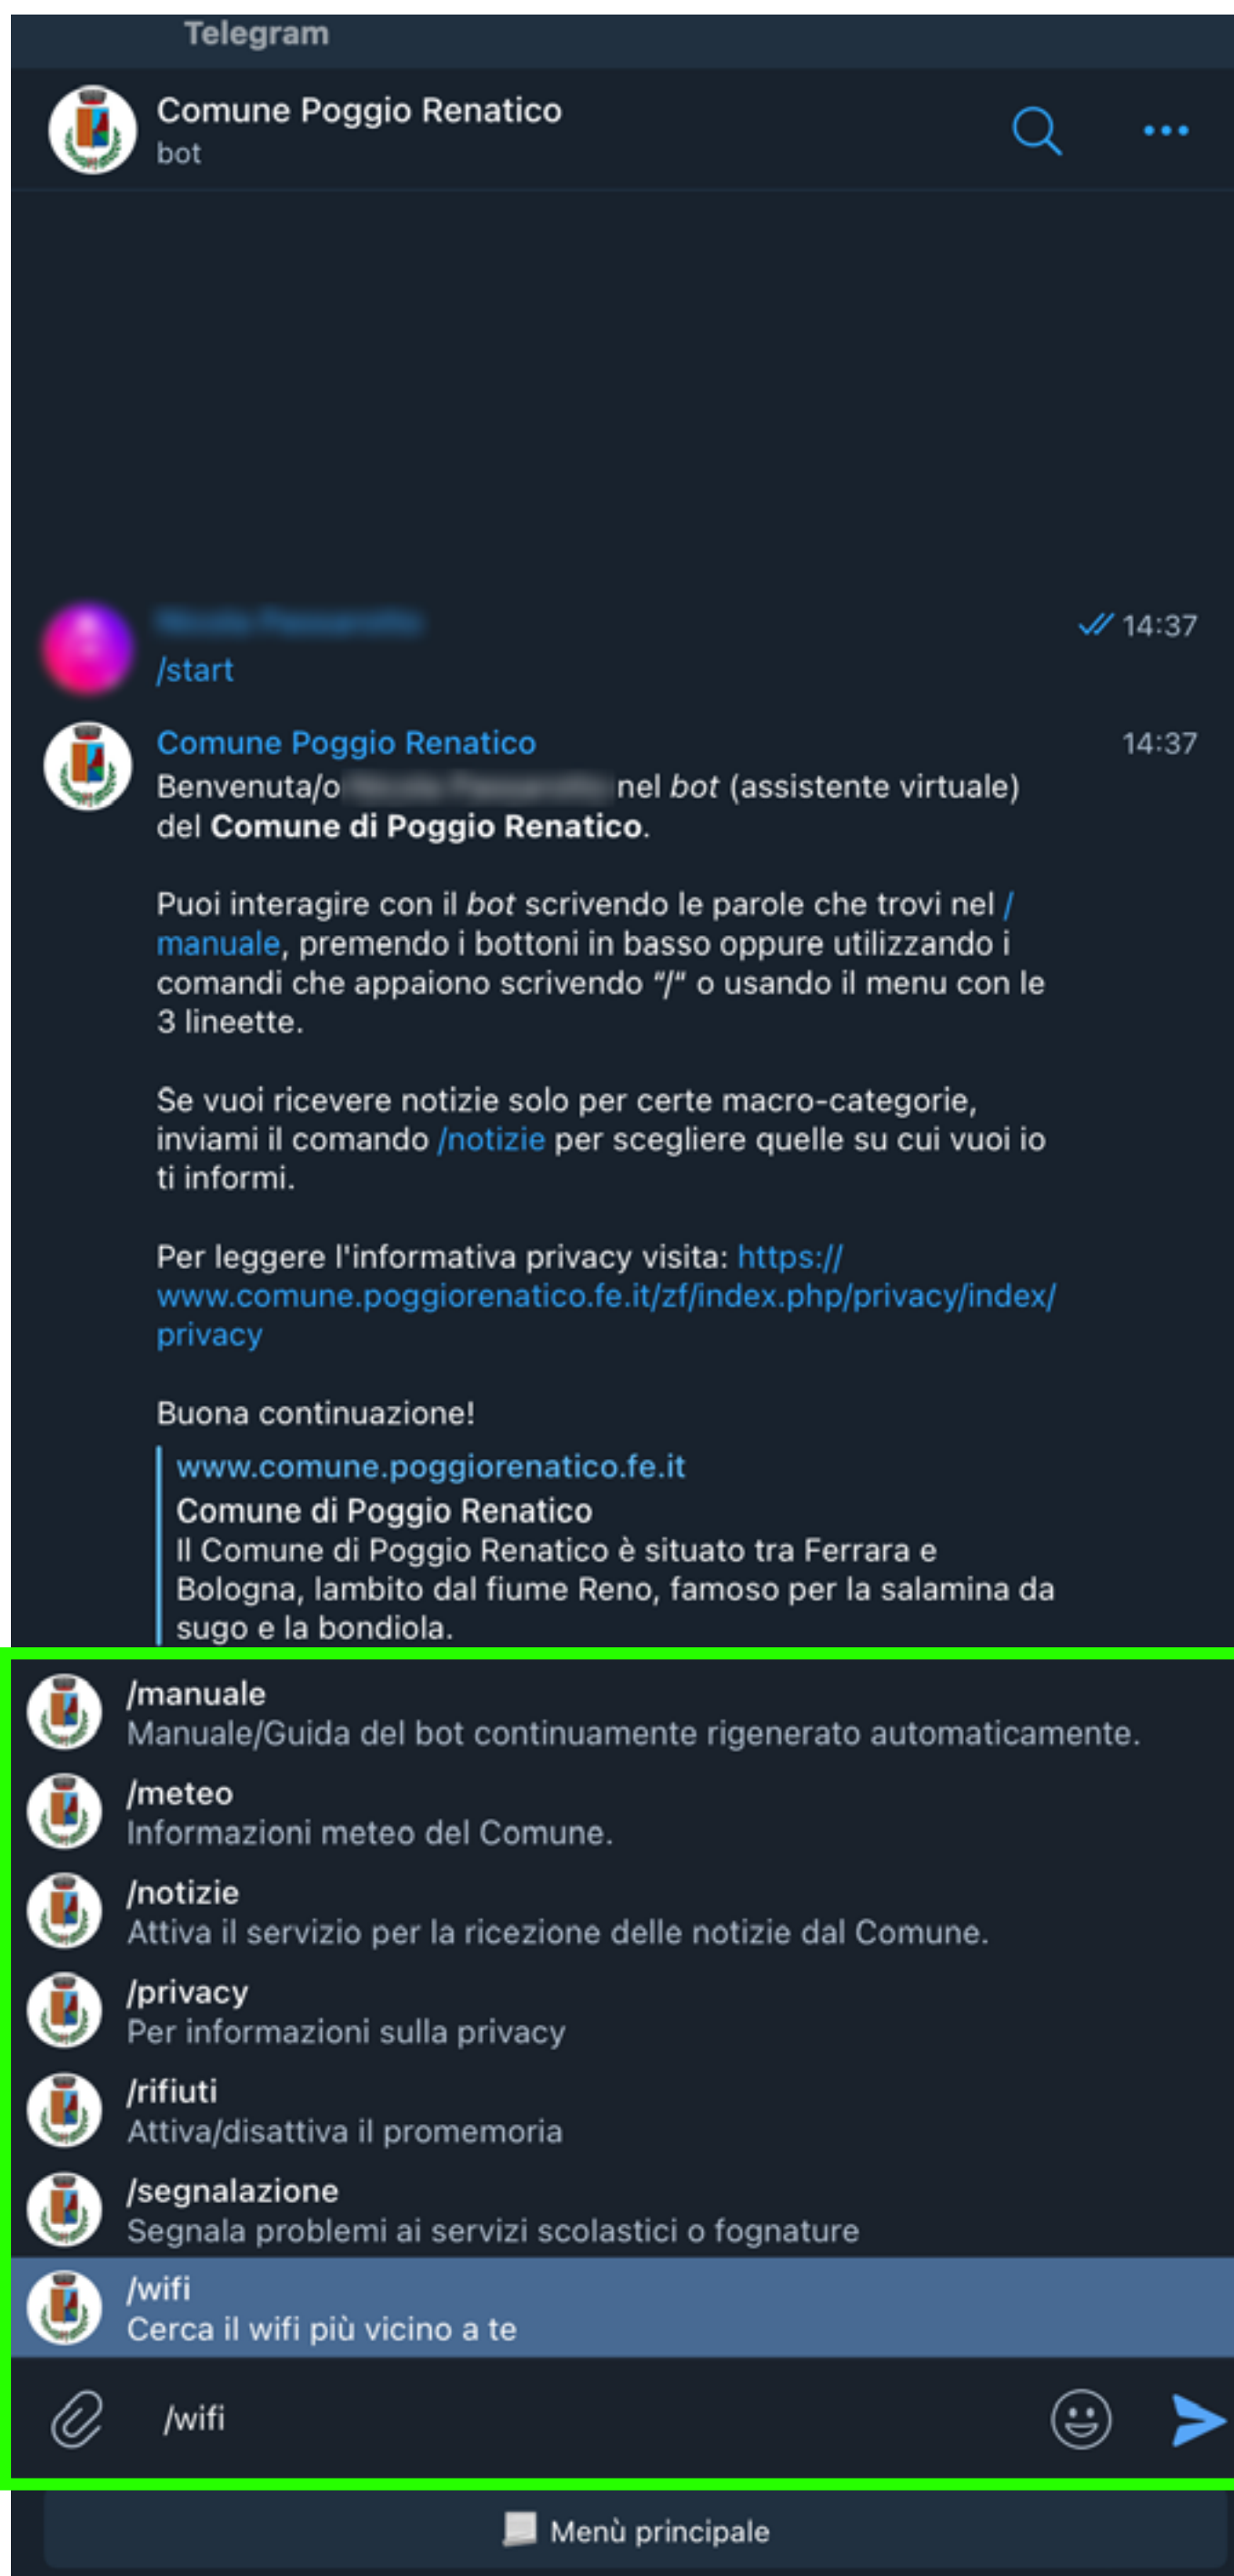 Telegram
Comune Poggio Renatico
bot
14:37
/start
Comune Poggio Renatico
14:37
Benvenuta/o nel bot (assistente virtuale)
del Comune di Poggio Renatico.
Puoi interagire con il bot scrivendo le parole che trovi nel /
manuale, premendo i bottoni in basso oppure utilizzando i
comandi che appaiono scrivendo "/" o usando il menu con le
3 lineette.
Se vuoi ricevere notizie solo per certe macro-categorie,
inviami il comando /notizie per scegliere quelle su cui vuoi io
ti informi.
Per leggere l'informativa privacy visita: https://
www.comune.poggiorenatico.fe.it/zf/index.php/privacy/index/
privacy
Buona continuazione!
www.comune.poggiorenatico.fe.it
Comune di Poggio Renatico
Il Comune di Poggio Renatico è situato tra Ferrara e
Bologna, lambito dal fiume Reno, famoso per la salamina da
sugo e la bondiola.
/manuale
Manuale/Guida del bot continuamente rigenerato automaticamente.
/meteo
Informazioni meteo del Comune.
/notizie
Attiva il servizio per la ricezione delle notizie dal Comune.
/privacy
Per informazioni sulla privacy
/rifiuti
Attiva/disattiva il promemoria
/segnalazione
Segnala problemi ai servizi scolastici o fognature
/wifi
Cerca il wifi più vicino a te
/wifi
Menù principale